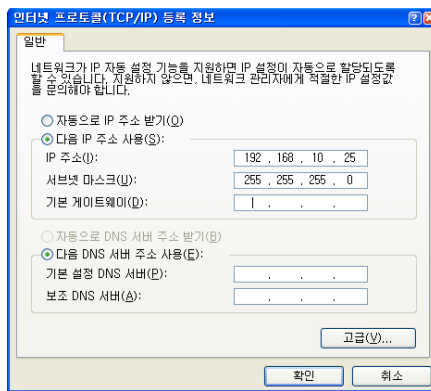 인터넷 프로토콜(TCP/IP) 등록 정보
일반
네트워크가 IP 자동 설정 기능을 지원하면 IP 설정이 자동으로 할당되도록
할 수 있습니다. 지원하지 않으면, 네트워크 관리자에게 적절한 IP 설정값
을 문의해야 합니다.
자동으로 IP 주소 받기(O)
다음 IP 주소 사용(S):
IP 주소(I): 192 . 168 . 10 . 25
서브넷 마스크(U): 255 . 255 . 255 . 0
기본 게이트웨이(D): . . .
자동으로 DNS 서버 주소 받기(B)
다음 DNS 서버 주소 사용(E):
기본 설정 DNS 서버(P): . . .
보조 DNS 서버(A): . . .
고급(V)...
확인 취소